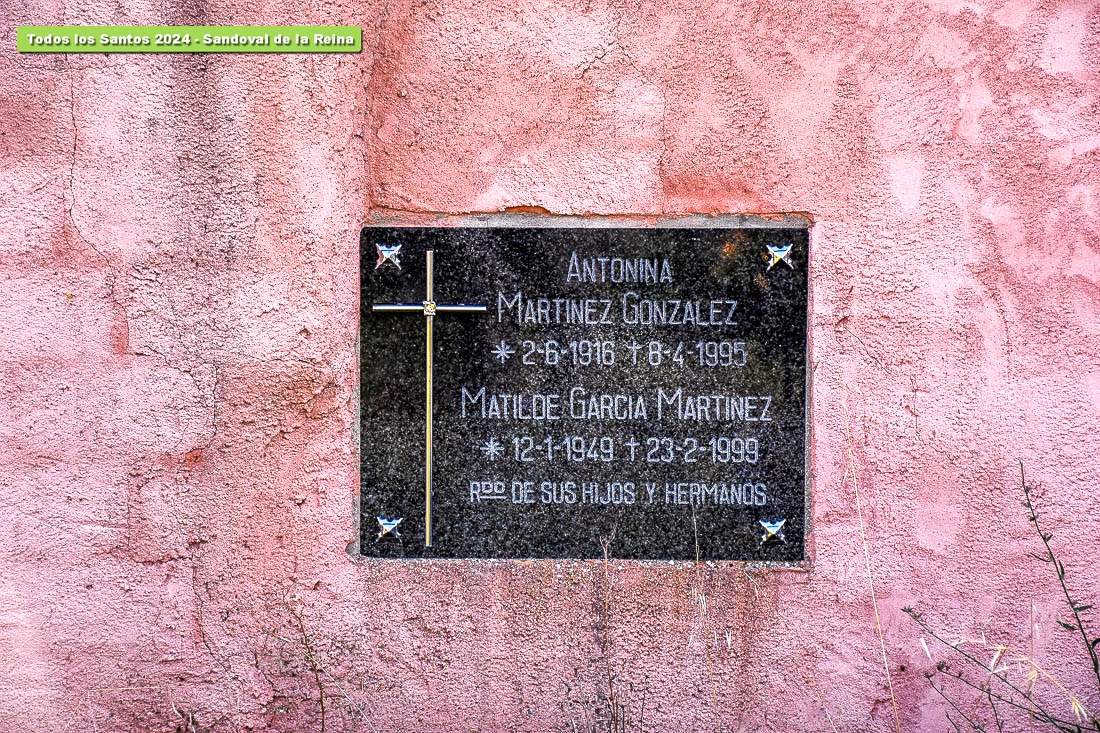 Todos los Santos 2024 - Sandoval de la Reina
ANTONINA
MARTINEZ GONZALEZ
* 2-6-1916 † 8-4-1995
MATILDE GARCIA MARTINEZ
* 12-1-1949 † 23-2-1999
RDO DE SUS HIJOS Y HERMANOS